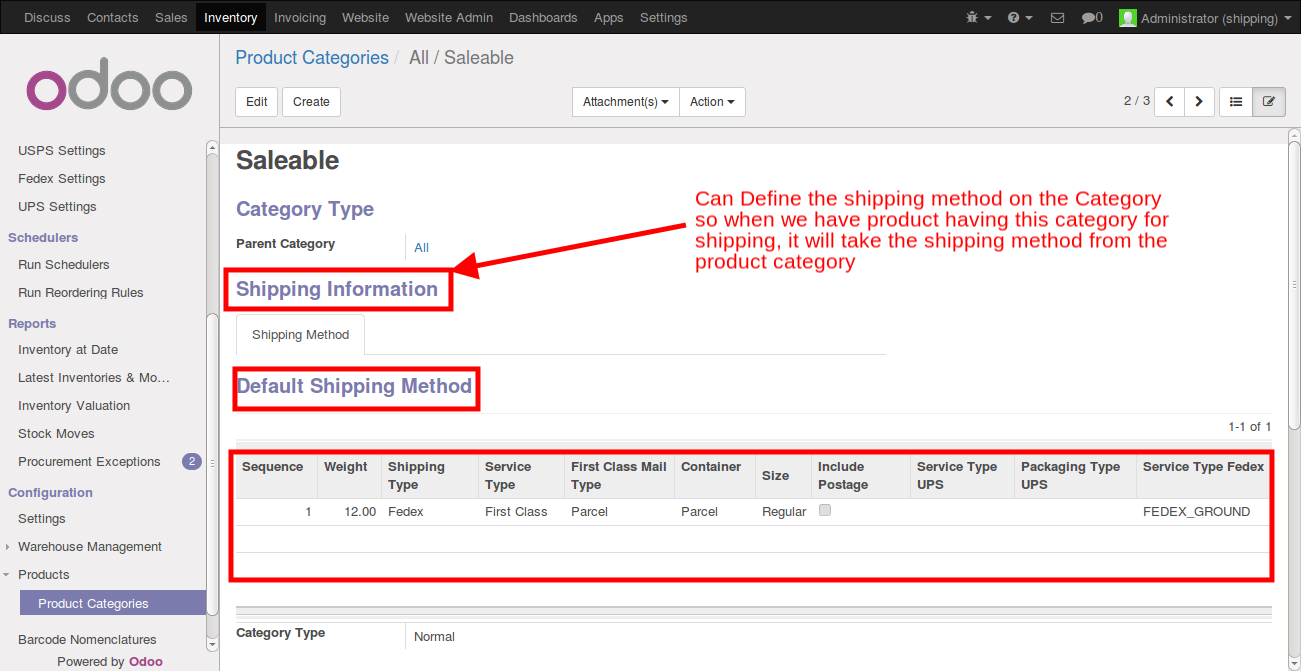 Discuss Contacts Sales Inventory Invoicing Website Website Admin Dashboards Apps Settings 0 Administrator (shipping)
odoo
USPS Settings
Fedex Settings
UPS Settings
Schedulers
Run Schedulers
Run Reordering Rules
Reports
Inventory at Date
Latest Inventories & Mo...
Inventory Valuation
Stock Moves
Procurement Exceptions 2
Configuration
Settings
Warehouse Management
Products
Product Categories
Barcode Nomenclatures
Powered by Odoo
Product Categories / All / Saleable
Edit Create Attachment(s) Action 2 / 3
Saleable
Category Type
Parent Category All
Can Define the shipping method on the Category
so when we have product having this category for
shipping, it will take the shipping method from the
product category
Shipping Information
Shipping Method
Default Shipping Method
1-1 of 1
Sequence Weight Shipping Type Service Type First Class Mail Type Container Size Include Postage Service Type UPS Packaging Type UPS Service Type Fedex
1 12.00 Fedex First Class Parcel Parcel Regular FEDEX_GROUND
Category Type Normal